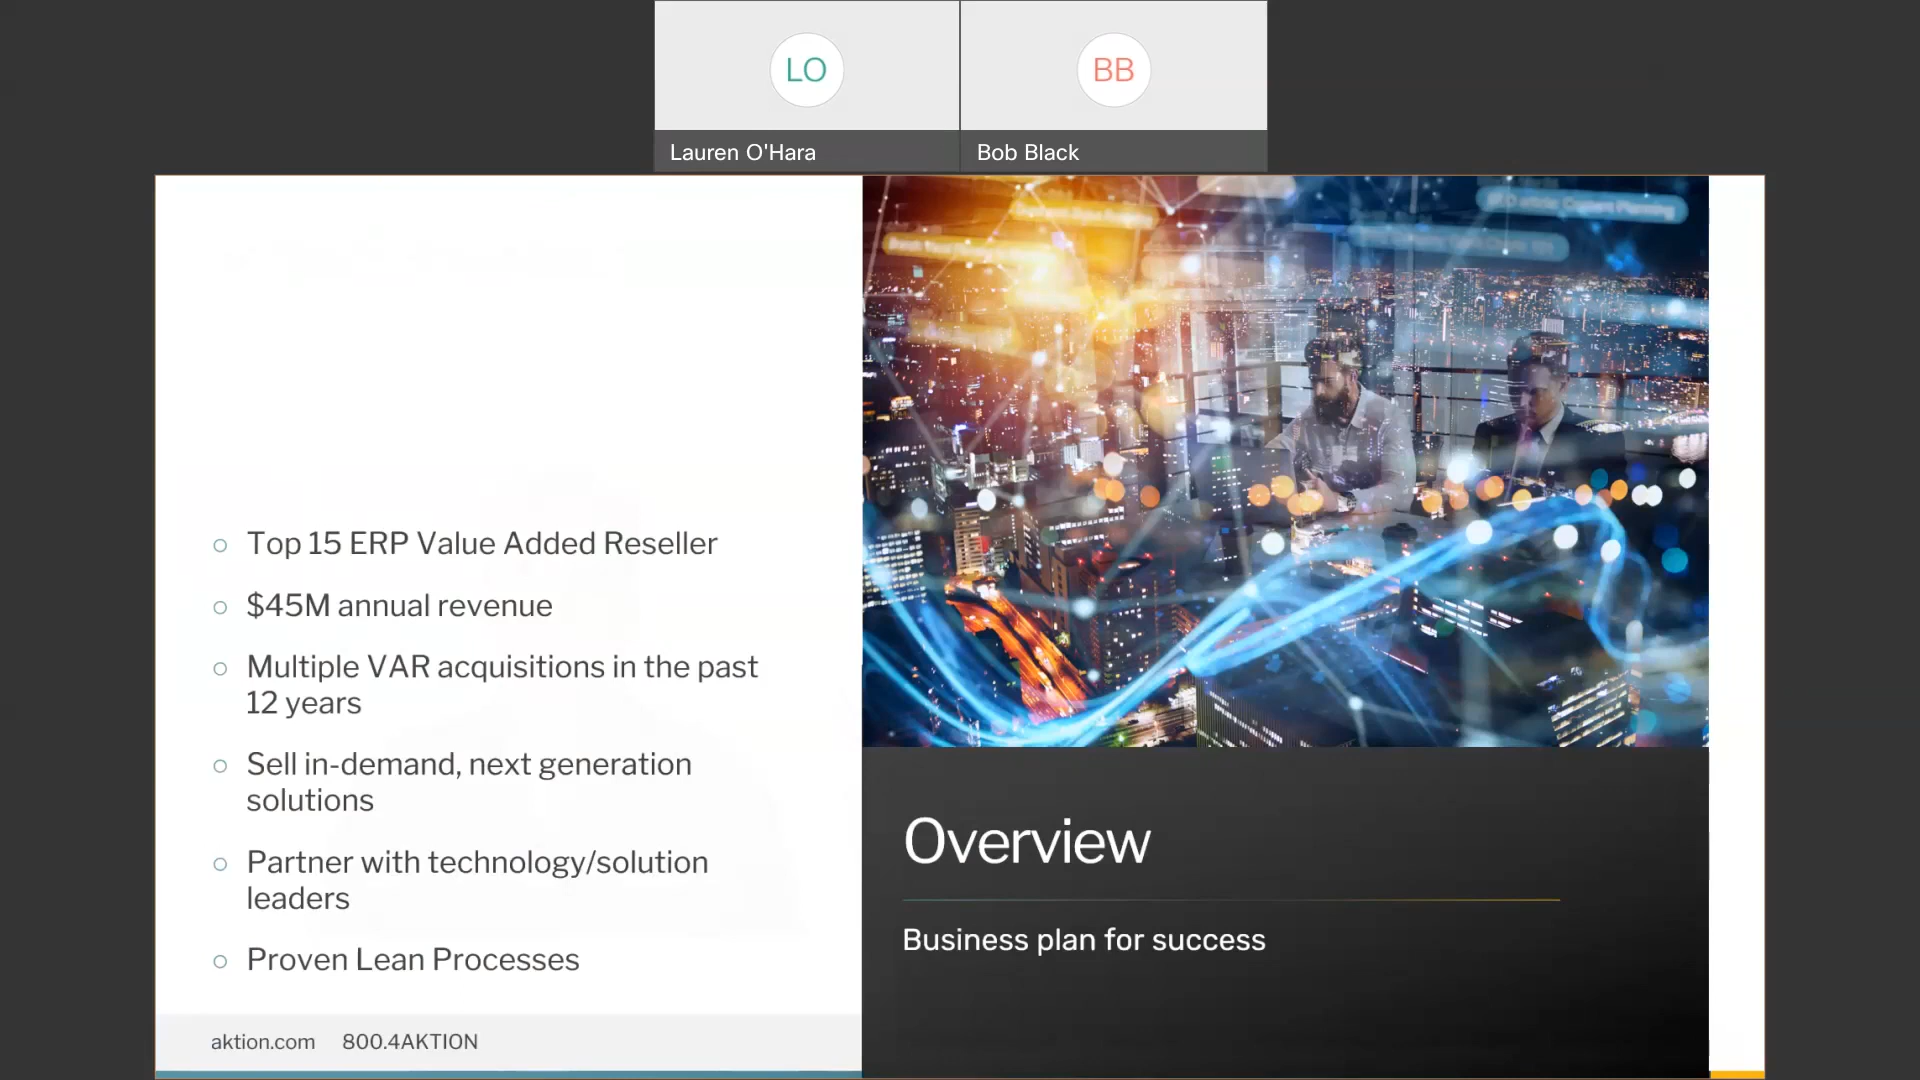 LO
BB
Lauren O'Hara
Bob Black
○ Top 15 ERP Value Added Reseller
○ $45M annual revenue
○ Multiple VAR acquisitions in the past
12 years
○ Sell in-demand, next generation
solutions
○ Partner with technology/solution
leaders
○ Proven Lean Processes
aktion.com 800.4AKTION
Overview
Business plan for success